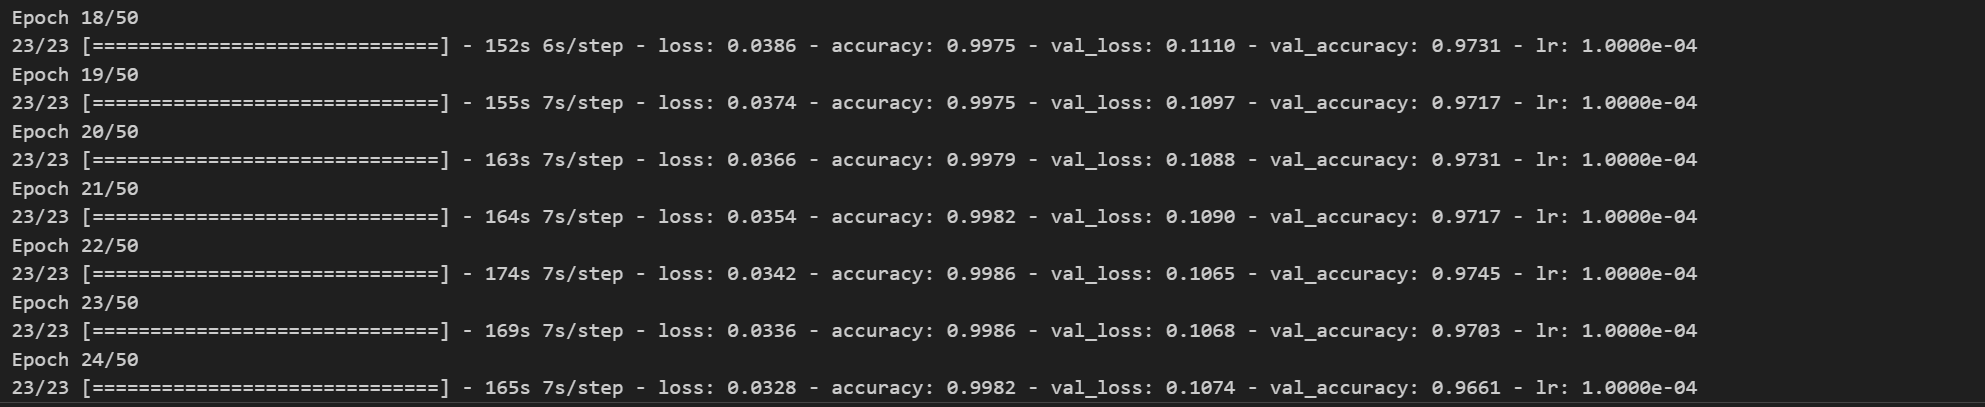 Epoch 18/50
23/23 [==============================] - 152s 6s/step - loss: 0.0386 - accuracy: 0.9975 - val_loss: 0.1110 - val_accuracy: 0.9731 - lr: 1.0000e-04
Epoch 19/50
23/23 [==============================] - 155s 7s/step - loss: 0.0374 - accuracy: 0.9975 - val_loss: 0.1097 - val_accuracy: 0.9717 - lr: 1.0000e-04
Epoch 20/50
23/23 [==============================] - 163s 7s/step - loss: 0.0366 - accuracy: 0.9979 - val_loss: 0.1088 - val_accuracy: 0.9731 - lr: 1.0000e-04
Epoch 21/50
23/23 [==============================] - 164s 7s/step - loss: 0.0354 - accuracy: 0.9982 - val_loss: 0.1090 - val_accuracy: 0.9717 - lr: 1.0000e-04
Epoch 22/50
23/23 [==============================] - 174s 7s/step - loss: 0.0342 - accuracy: 0.9986 - val_loss: 0.1065 - val_accuracy: 0.9745 - lr: 1.0000e-04
Epoch 23/50
23/23 [==============================] - 169s 7s/step - loss: 0.0336 - accuracy: 0.9986 - val_loss: 0.1068 - val_accuracy: 0.9703 - lr: 1.0000e-04
Epoch 24/50
23/23 [==============================] - 165s 7s/step - loss: 0.0328 - accuracy: 0.9982 - val_loss: 0.1074 - val_accuracy: 0.9661 - lr: 1.0000e-04